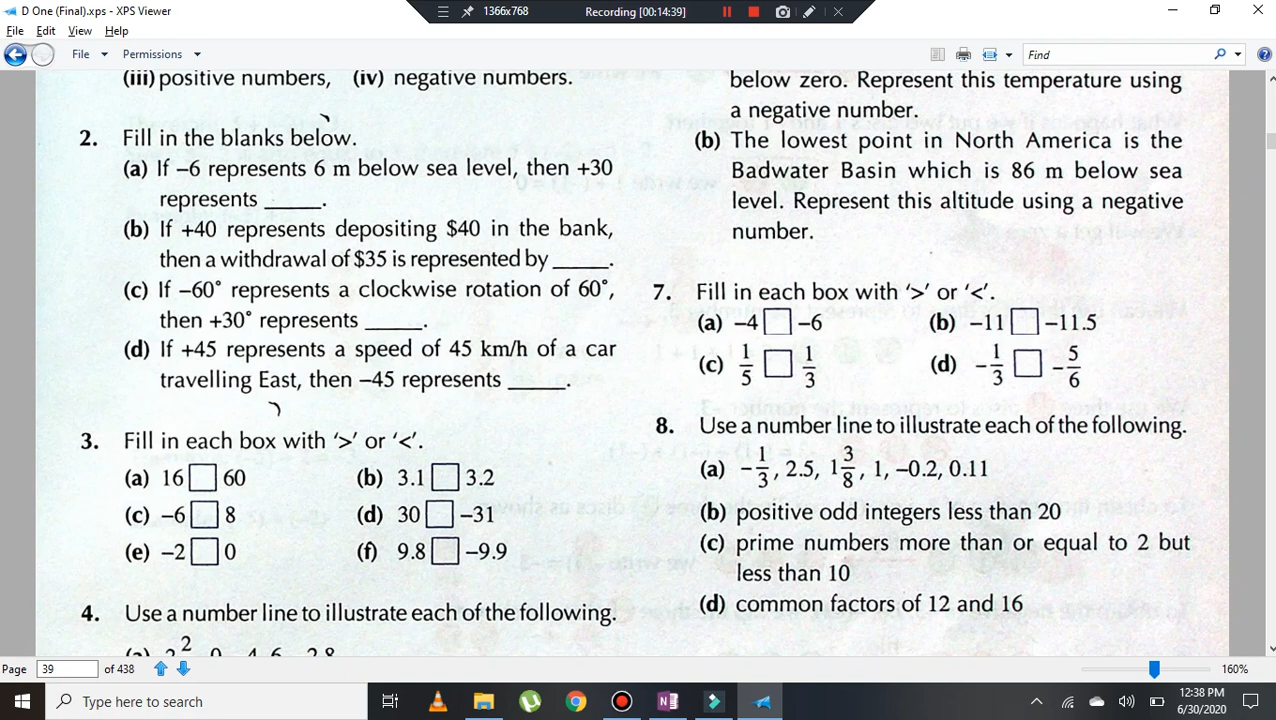 D One (Final).xps - XPS Viewer
1366x768
Recording [00:14:39]
File Edit View Help
File
Permissions
Find
(iii) positive numbers, (iv) negative numbers.
2. Fill in the blanks below.
(a) If –6 represents 6 m below sea level, then +30
represents _____.
(b) If +40 represents depositing $40 in the bank,
then a withdrawal of $35 is represented by _____.
(c) If –60° represents a clockwise rotation of 60°,
then +30° represents _____.
(d) If +45 represents a speed of 45 km/h of a car
travelling East, then –45 represents _____.
3. Fill in each box with ‘>’ or ‘<’.
(a) 16 □ 60 (b) 3.1 □ 3.2
(c) –6 □ 8 (d) 30 □ –31
(e) –2 □ 0 (f) 9.8 □ –9.9
4. Use a number line to illustrate each of the following.
below zero. Represent this temperature using
a negative number.
(b) The lowest point in North America is the
Badwater Basin which is 86 m below sea
level. Represent this altitude using a negative
number.
7. Fill in each box with ‘>’ or ‘<’.
(a) –4 □ –6 (b) –11 □ –11.5
(c) 1/5 □ 1/3 (d) –1/3 □ –5/6
8. Use a number line to illustrate each of the following.
(a) –1/3, 2.5, 1 3/8, 1, –0.2, 0.11
(b) positive odd integers less than 20
(c) prime numbers more than or equal to 2 but
less than 10
(d) common factors of 12 and 16
Page 39 of 438
160%
Type here to search
12:38 PM
6/30/2020